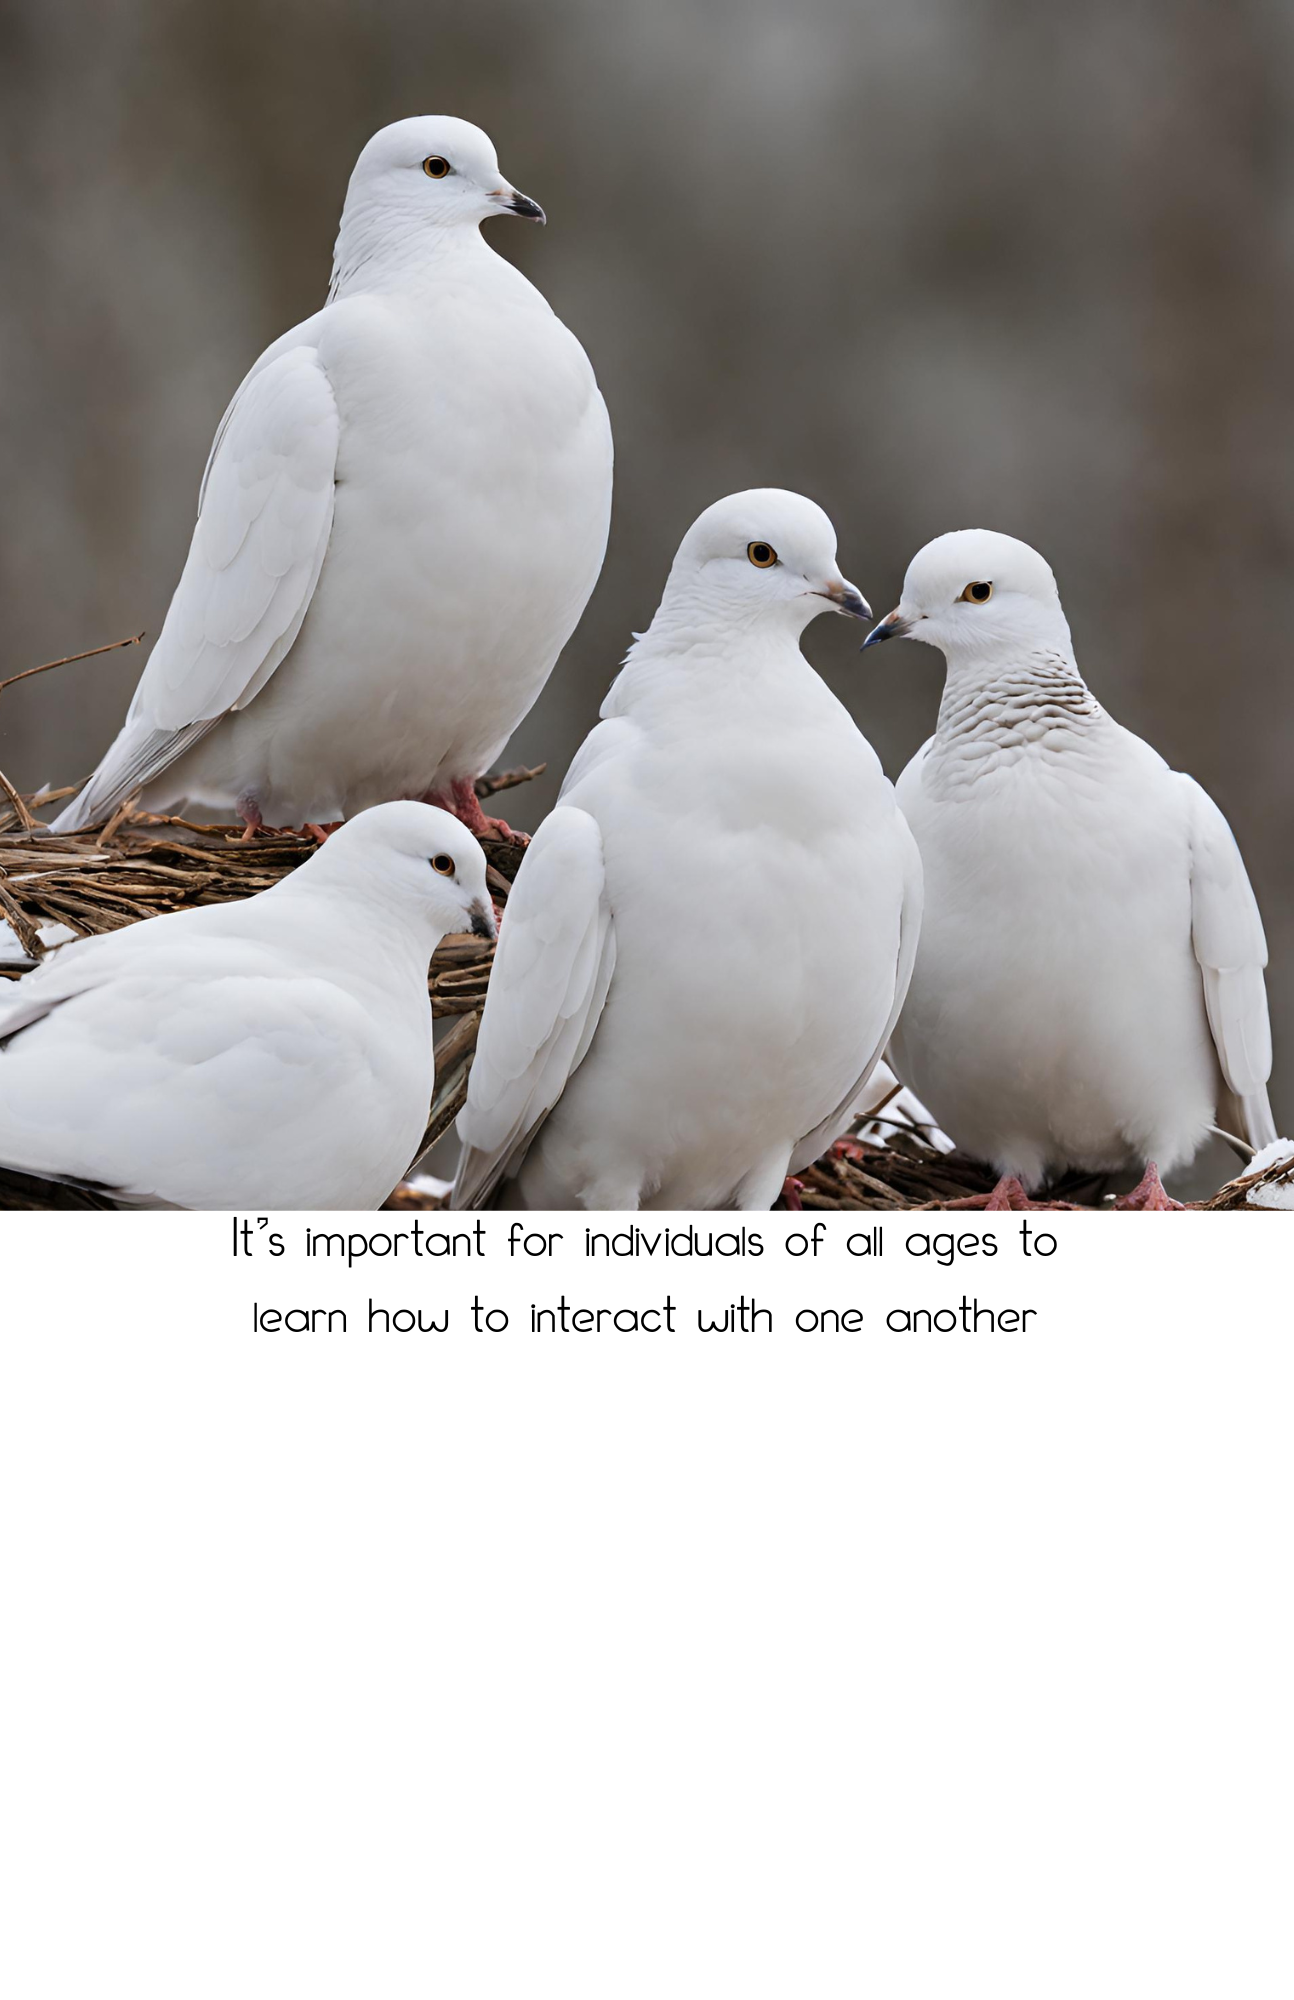 It's important for individuals of all ages to
learn how to interact with one another